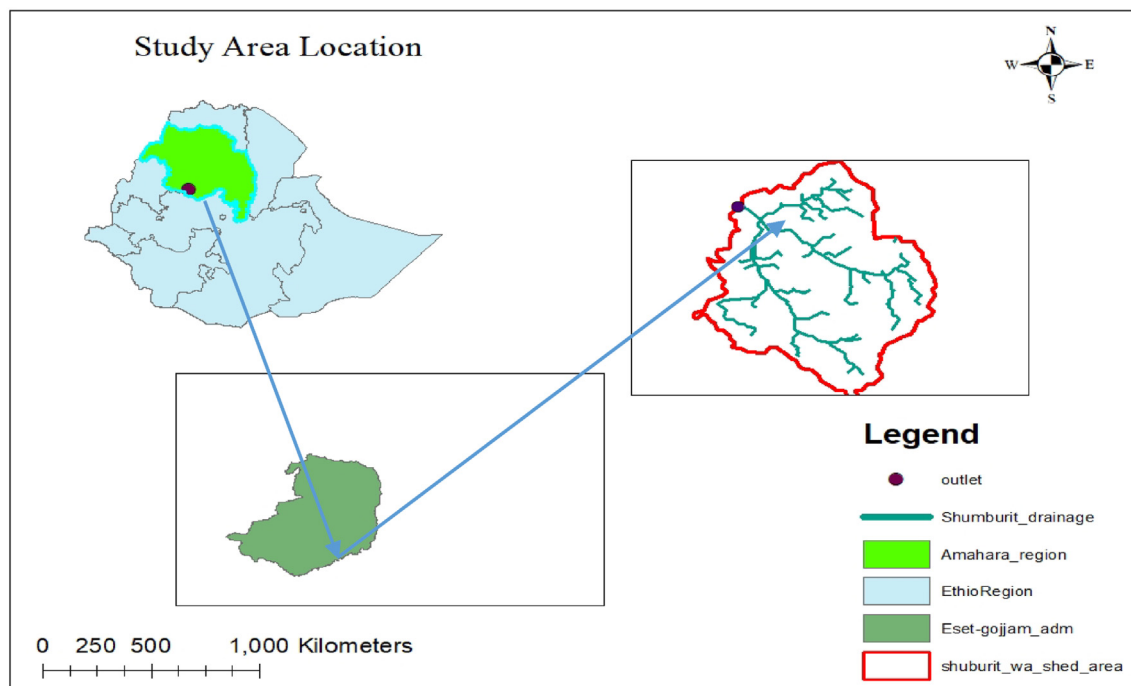 Study Area Location
N
W E
S
Legend
outlet
Shumburit_drainage
Amahara_region
EthioRegion
Eset-gojjam_adm
shuburit_wa_shed_area
0 250 500 1,000 Kilometers